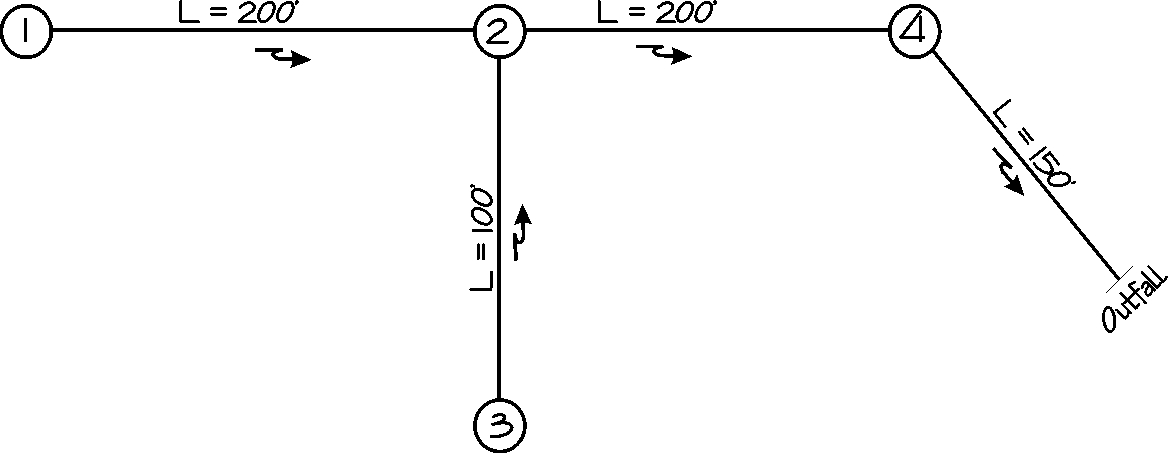 L = 200'
L = 200'
1
2
4
L = 150'
L = 100'
Outfall
3